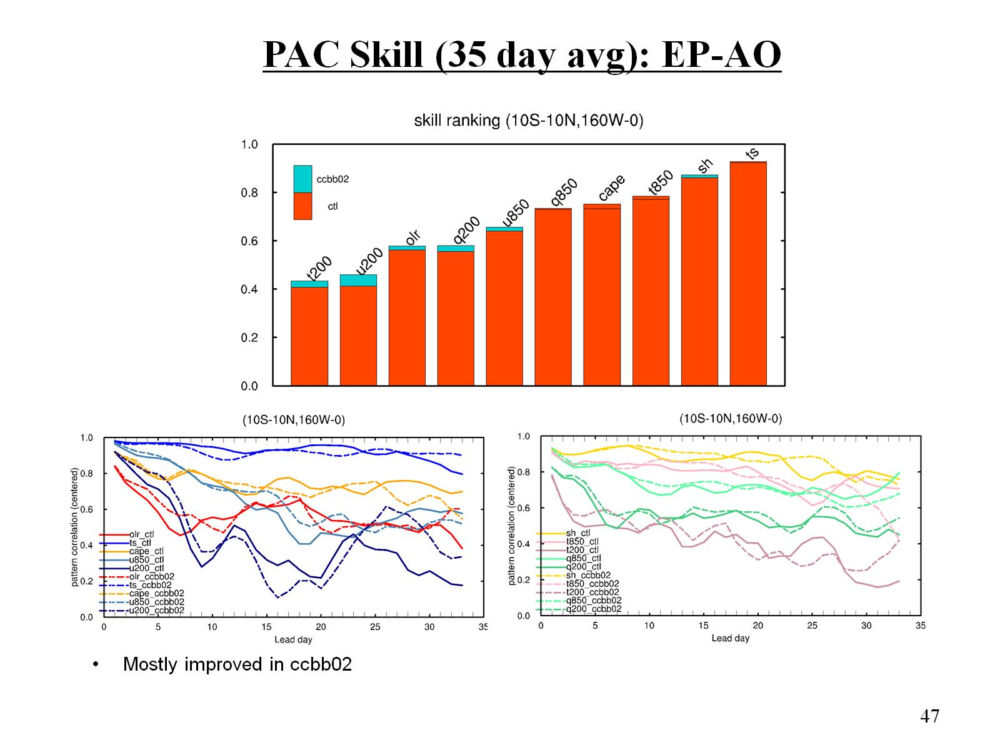 PAC Skill (35 day avg): EP-AO
skill ranking (10S-10N,160W-0)
1.0
0.8
0.6
0.4
0.2
0.0
ccbb02
ctl
t200
u200
olr
q200
u850
q850
cape
t850
sh
ts
(10S-10N,160W-0)
pattern correlation (centered)
1.0
0.8
0.6
0.4
0.2
0.0
olr_ctl
ts_ctl
cape_ctl
u850_ctl
u200_ctl
olr_ccbb02
ts_ccbb02
cape_ccbb02
u850_ccbb02
u200_ccbb02
0 5 10 15 20 25 30 35
Lead day
(10S-10N,160W-0)
pattern correlation (centered)
1.0
0.8
0.6
0.4
0.2
0.0
sh_ctl
t850_ctl
t200_ctl
q850_ctl
q200_ctl
sh_ccbb02
t850_ccbb02
t200_ccbb02
q850_ccbb02
q200_ccbb02
0 5 10 15 20 25 30 35
Lead day
• Mostly improved in ccbb02
47